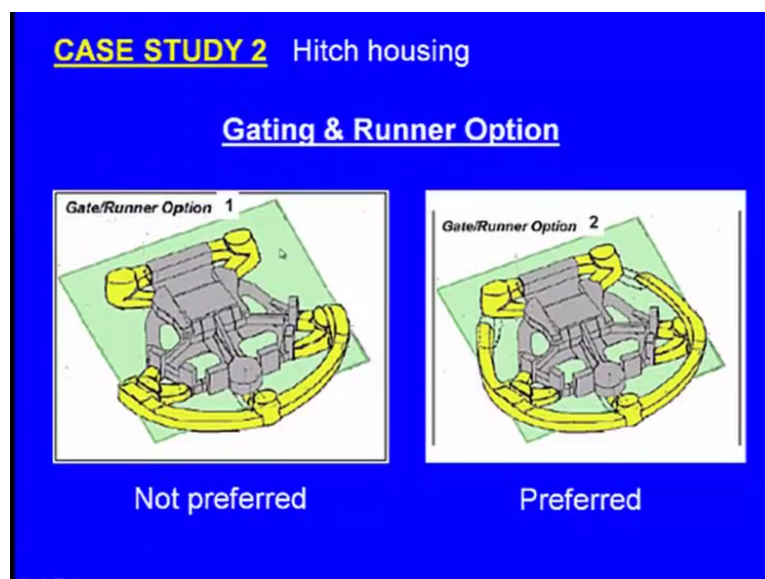 CASE STUDY 2 Hitch housing
Gating & Runner Option
Gate/Runner Option 1
Gate/Runner Option 2
Not preferred
Preferred